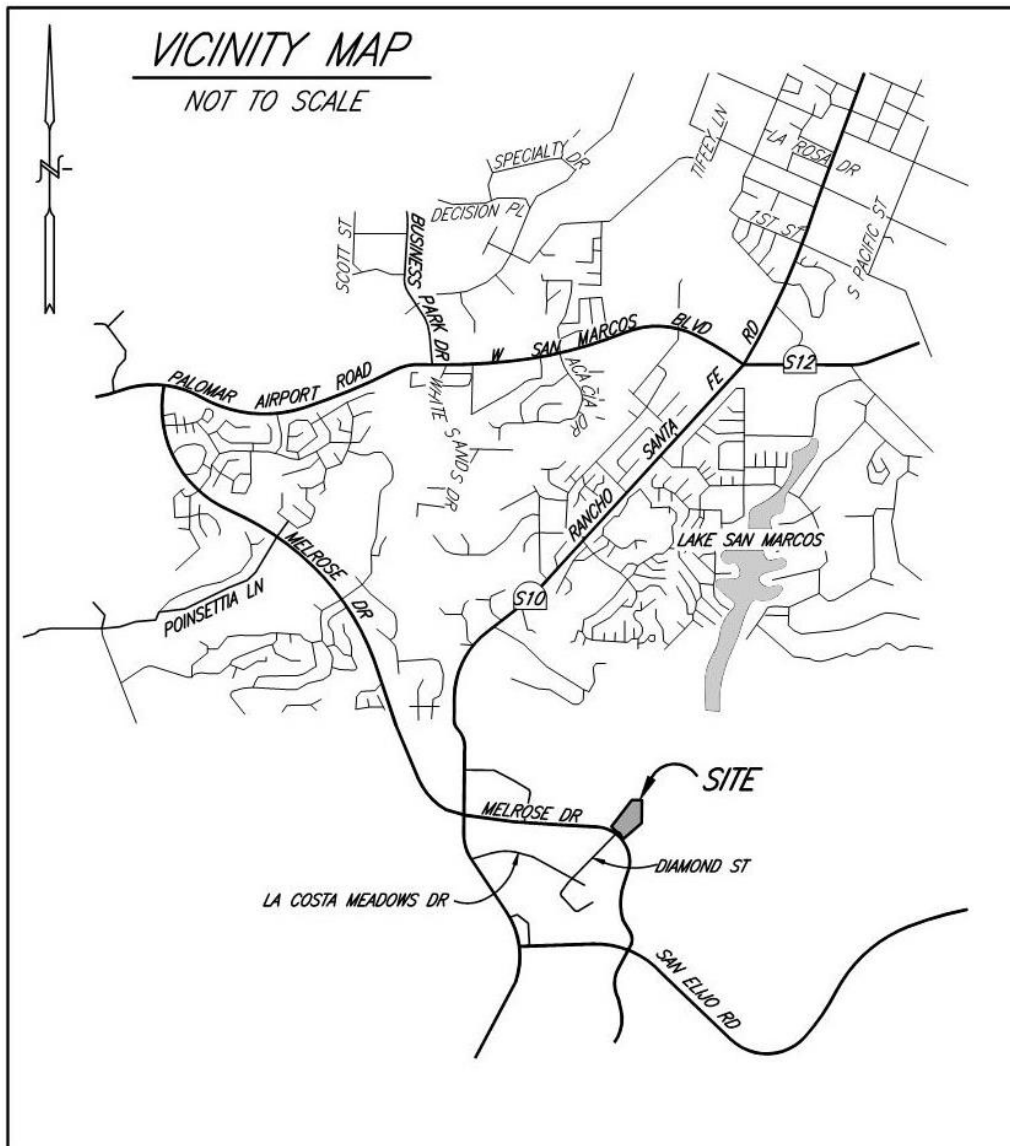 VICINITY MAP
NOT TO SCALE
N
SPECIALTY DR
TIFFEY LN
LA ROSA DR
DECISION PL
SCOTT ST
BUSINESS PARK DR
1ST ST
S PACIFIC ST
W SAN MARCOS BLVD
S12
PALOMAR AIRPORT ROAD
WHITE SANDS DR
ACACIA DR
RANCHO SANTA FE RD
LAKE SAN MARCOS
MELROSE DR
POINSETTIA LN
S10
SITE
MELROSE DR
DIAMOND ST
LA COSTA MEADOWS DR
SAN ELIJO RD